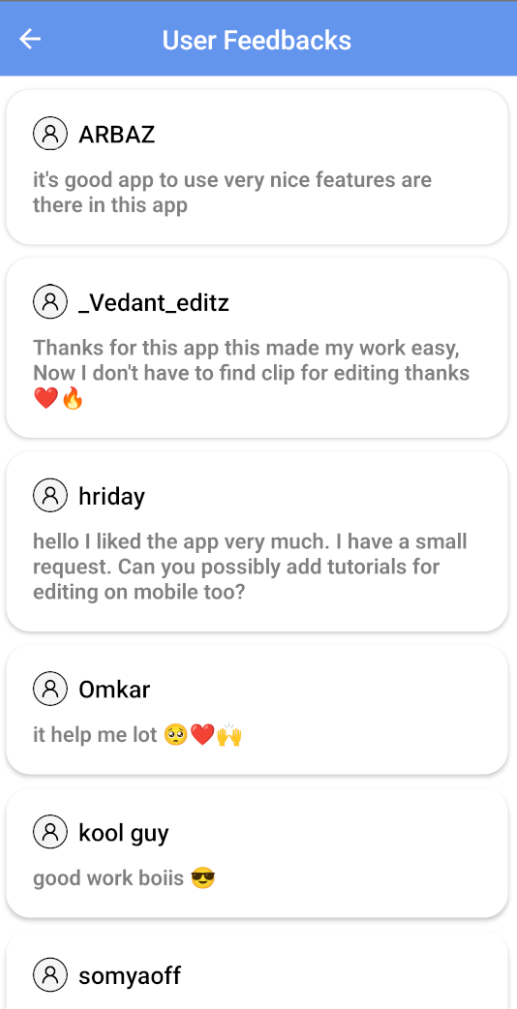 User Feedbacks
ARBAZ
it's good app to use very nice features are
there in this app
_Vedant_editz
Thanks for this app this made my work easy,
Now I don't have to find clip for editing thanks
❤️🔥
hriday
hello I liked the app very much. I have a small
request. Can you possibly add tutorials for
editing on mobile too?
Omkar
it help me lot 🥺❤️🙌
kool guy
good work boiis 😎
somyaoff